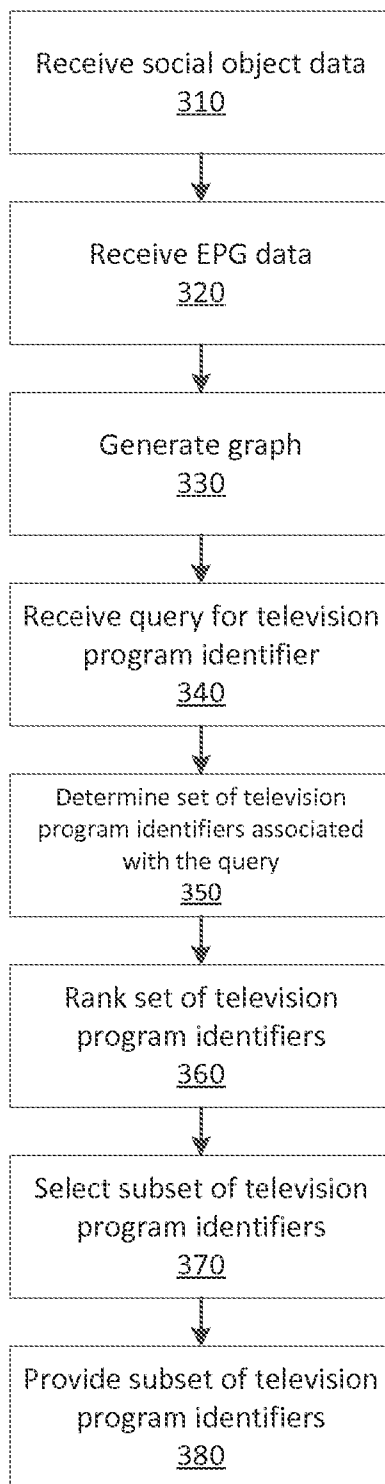 Receive social object data
310
Receive EPG data
320
Generate graph
330
Receive query for television
program identifier
340
Determine set of television
program identifiers associated
with the query
350
Rank set of television
program identifiers
360
Select subset of television
program identifiers
370
Provide subset of television
program identifiers
380